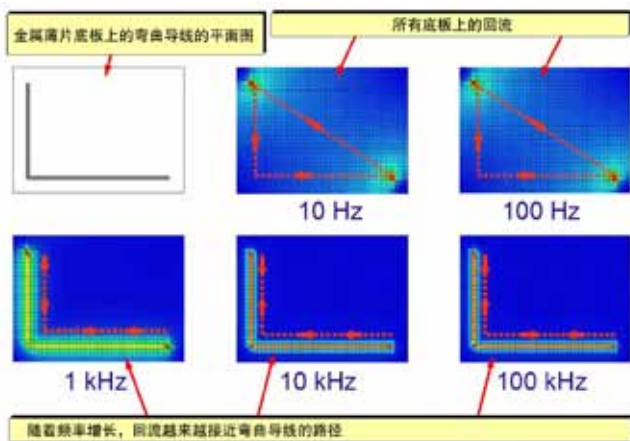 金属薄片底板上的弯曲导线的平面图
所有底板上的回流
10 Hz
100 Hz
1 kHz
10 kHz
100 kHz
随着频率增长，回流越来越接近弯曲导线的路径